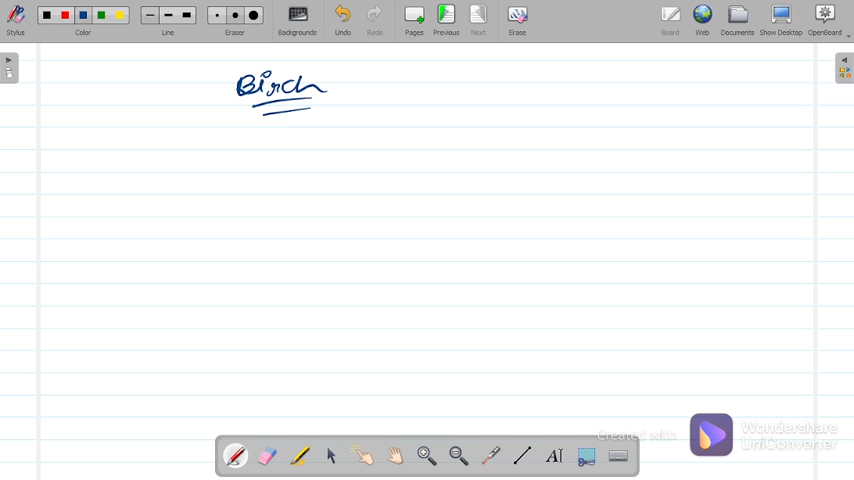 Stylus
Color
Line
Eraser
Backgrounds
Undo
Redo
Pages
Previous
Next
Erase
Board
Web
Documents
Show Desktop
OpenBoard
Birch
Created with
Wondershare
UniConverter